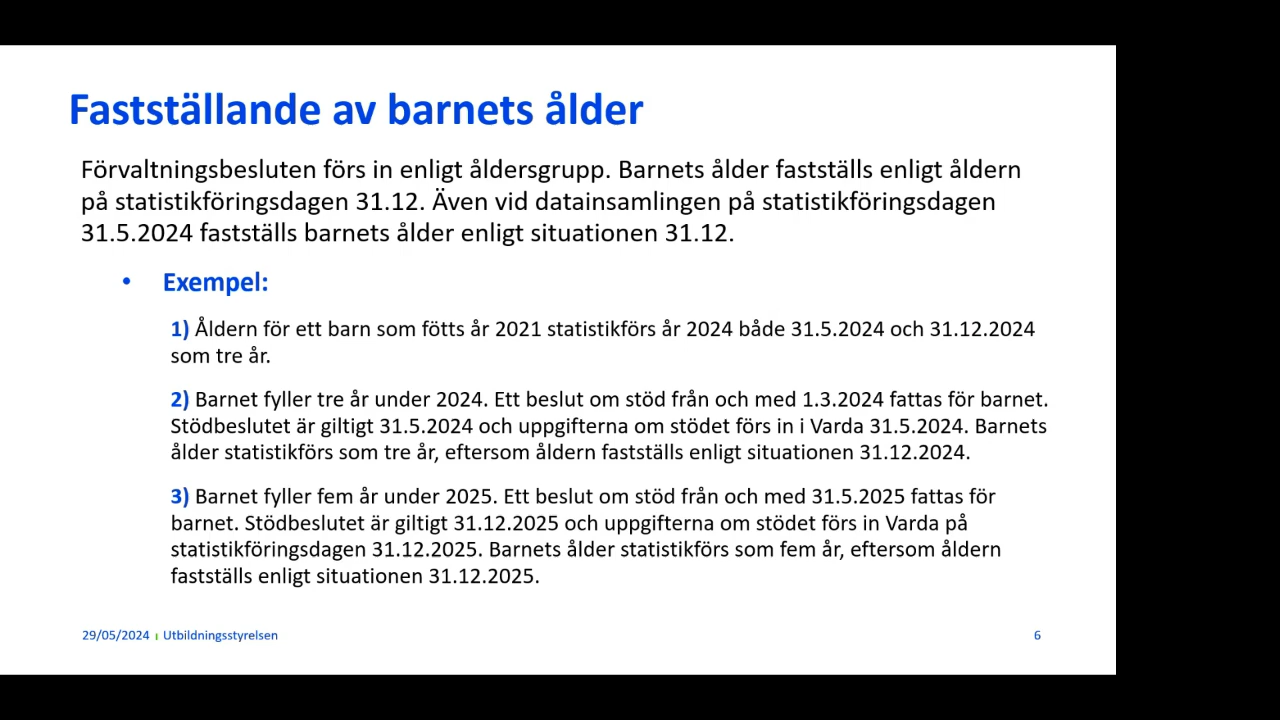 Fastställande av barnets ålder
Förvaltningsbesluten förs in enligt åldersgrupp. Barnets ålder fastställs enligt åldern
på statistikföringsdagen 31.12. Även vid datainsamlingen på statistikföringsdagen
31.5.2024 fastställs barnets ålder enligt situationen 31.12.
• Exempel:
1) Åldern för ett barn som fötts år 2021 statistikförs år 2024 både 31.5.2024 och 31.12.2024
som tre år.
2) Barnet fyller tre år under 2024. Ett beslut om stöd från och med 1.3.2024 fattas för barnet.
Stödbeslutet är giltigt 31.5.2024 och uppgifterna om stödet förs in i Varda 31.5.2024. Barnets
ålder statistikförs som tre år, eftersom åldern fastställs enligt situationen 31.12.2024.
3) Barnet fyller fem år under 2025. Ett beslut om stöd från och med 31.5.2025 fattas för
barnet. Stödbeslutet är giltigt 31.12.2025 och uppgifterna om stödet förs in Varda på
statistikföringsdagen 31.12.2025. Barnets ålder statistikförs som fem år, eftersom åldern
fastställs enligt situationen 31.12.2025.
29/05/2024 ı Utbildningsstyrelsen 6